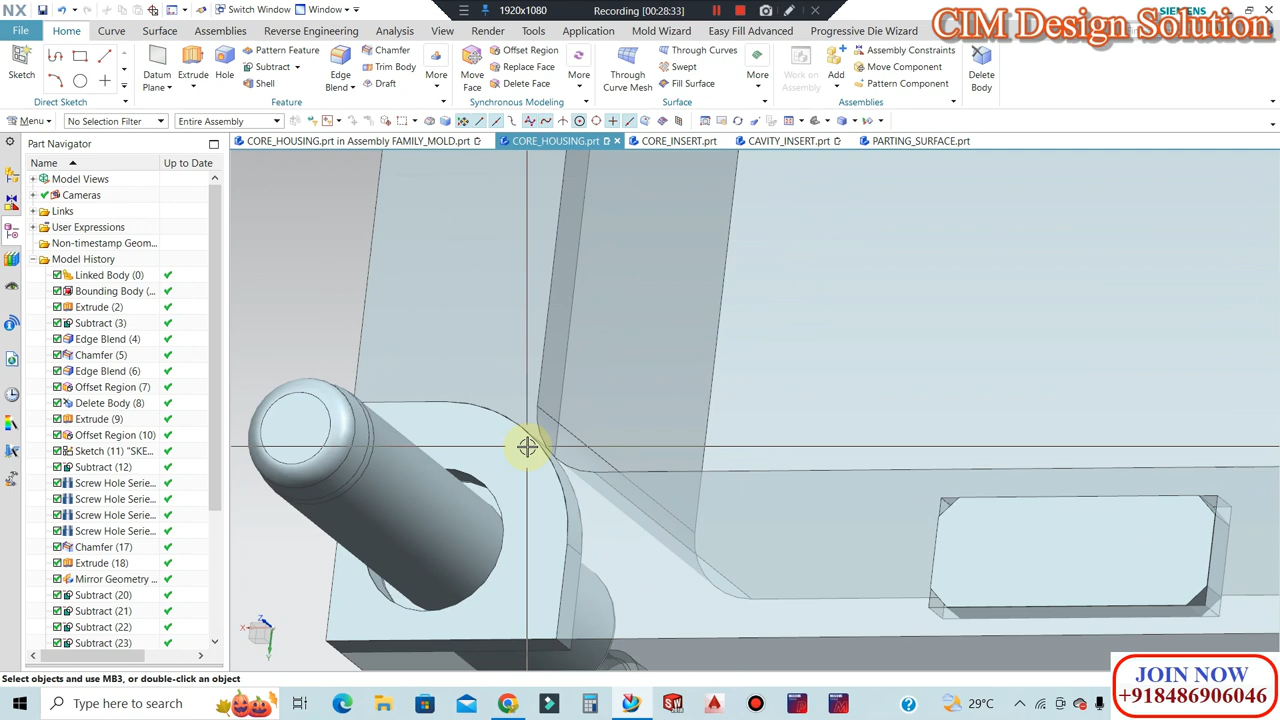 NX
Switch Window
Window
1920x1080
Recording [00:28:33]
SIEMENS
CIM Design Solution
File
Home
Curve
Surface
Assemblies
Reverse Engineering
Mold Wizard
Analysis
View
Render
Tools
Application
Mold Wizard
Easy Fill Advanced
Progressive Die Wizard
Sketch
Direct Sketch
Datum Plane
Extrude
Hole
Pattern Feature
Shell
Edge Blend
Trim Body
Draft
More
Feature
Move Face
Offset Region
Replace Face
Delete Face
More
Synchronous Modeling
Through Curve Mesh
Through Curves
Swept
Fill Surface
More
Surface
Work on Assembly
Add
Assembly Constraints
Move Component
Pattern Component
Assemblies
Delete Body
Menu
No Selection Filter
Entire Assembly
Part Navigator
CORE_HOUSING.prt in Assembly FAMILY_MOLD.prt
CORE_HOUSING.prt
CORE_INSERT.prt
CAVITY_INSERT.prt
PARTING_SURFACE.prt
Name
Up to Date
Model Views
Cameras
Links
User Expressions
Non-timestamp Geom...
Model History
Linked Body (0)
Bounding Body (...
Extrude (2)
Subtract (3)
Edge Blend (4)
Chamfer (5)
Edge Blend (6)
Offset Region (7)
Delete Body (8)
Extrude (9)
Offset Region (10)
Sketch (11) "SKE...
Subtract (12)
Screw Hole Serie...
Screw Hole Serie...
Screw Hole Serie...
Screw Hole Serie...
Chamfer (17)
Extrude (18)
Mirror Geometry ...
Subtract (20)
Subtract (21)
Subtract (22)
Subtract (23)
X
Z
Y
Select objects and use MB3, or double-click an object
JOIN NOW
+918486906046
Type here to search
29°C